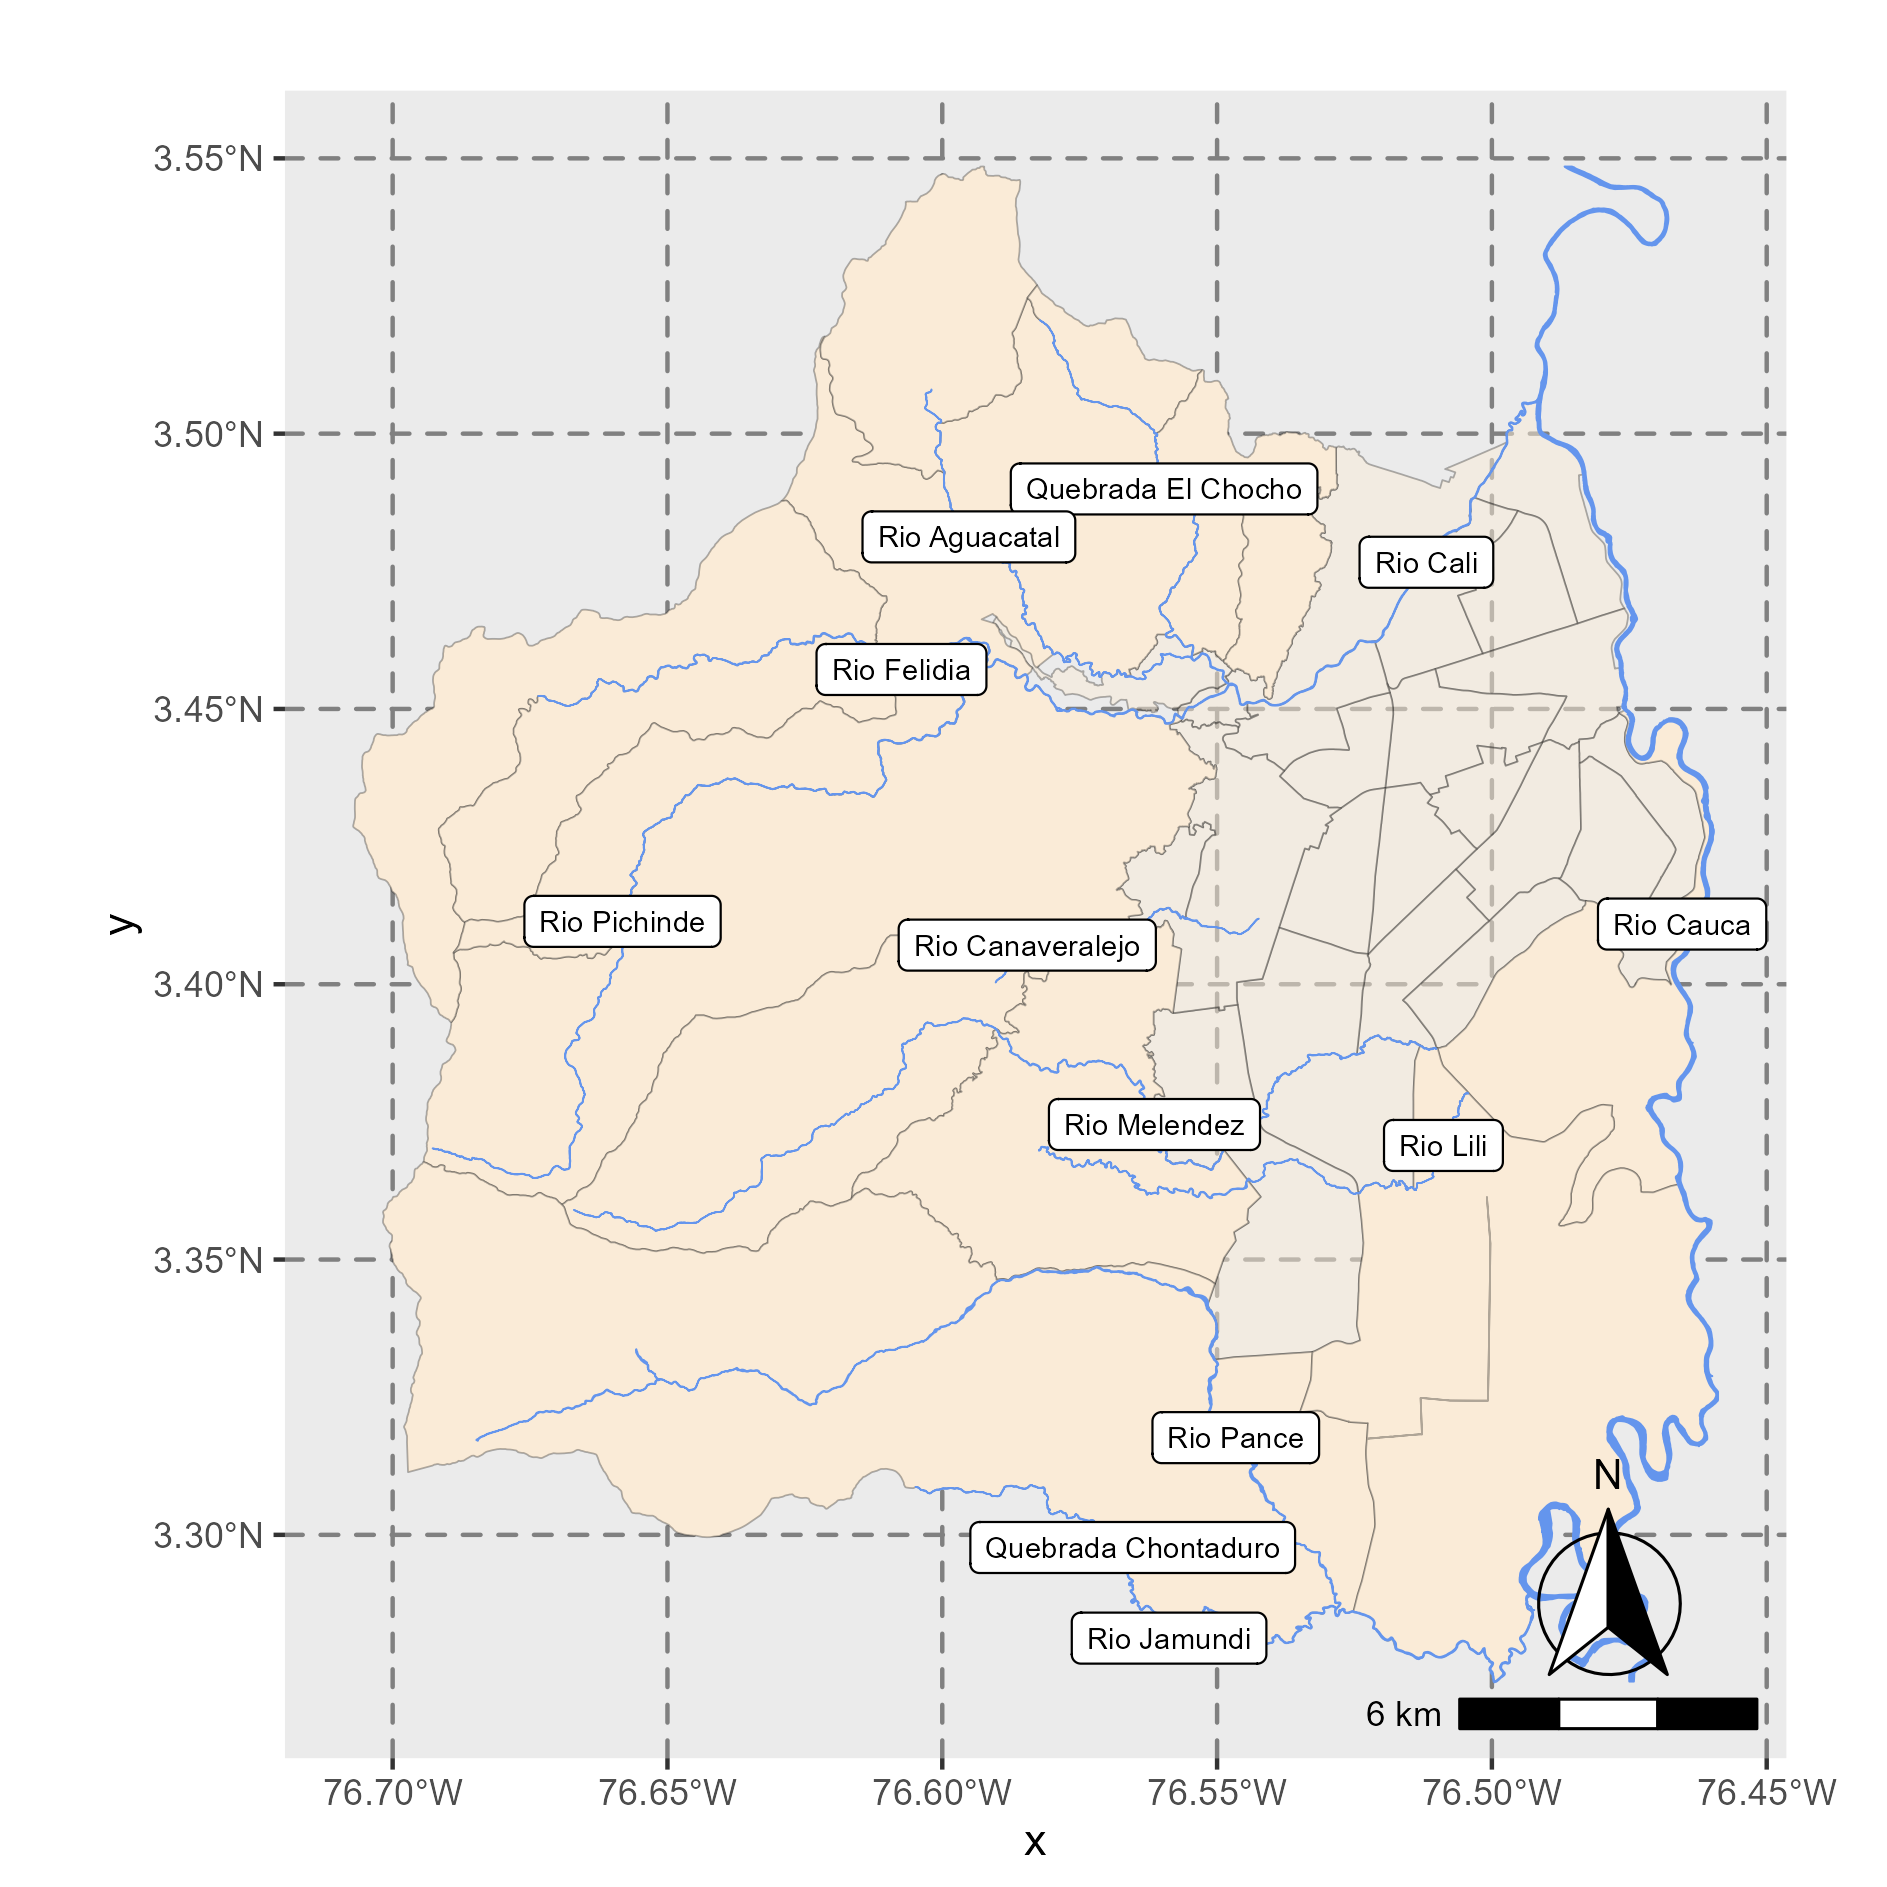 3.55°N
3.50°N
Quebrada El Chocho
Rio Aguacatal
Rio Cali
Rio Felidia
3.45°N
Rio Pichinde
Rio Cauca
y
Rio Canaveralejo
3.40°N
Rio Melendez
Rio Lili
3.35°N
Rio Pance
N
3.30°N
Quebrada Chontaduro
Rio Jamundi
6 km
76.70°W 76.65°W 76.60°W 76.55°W 76.50°W 76.45°W
x